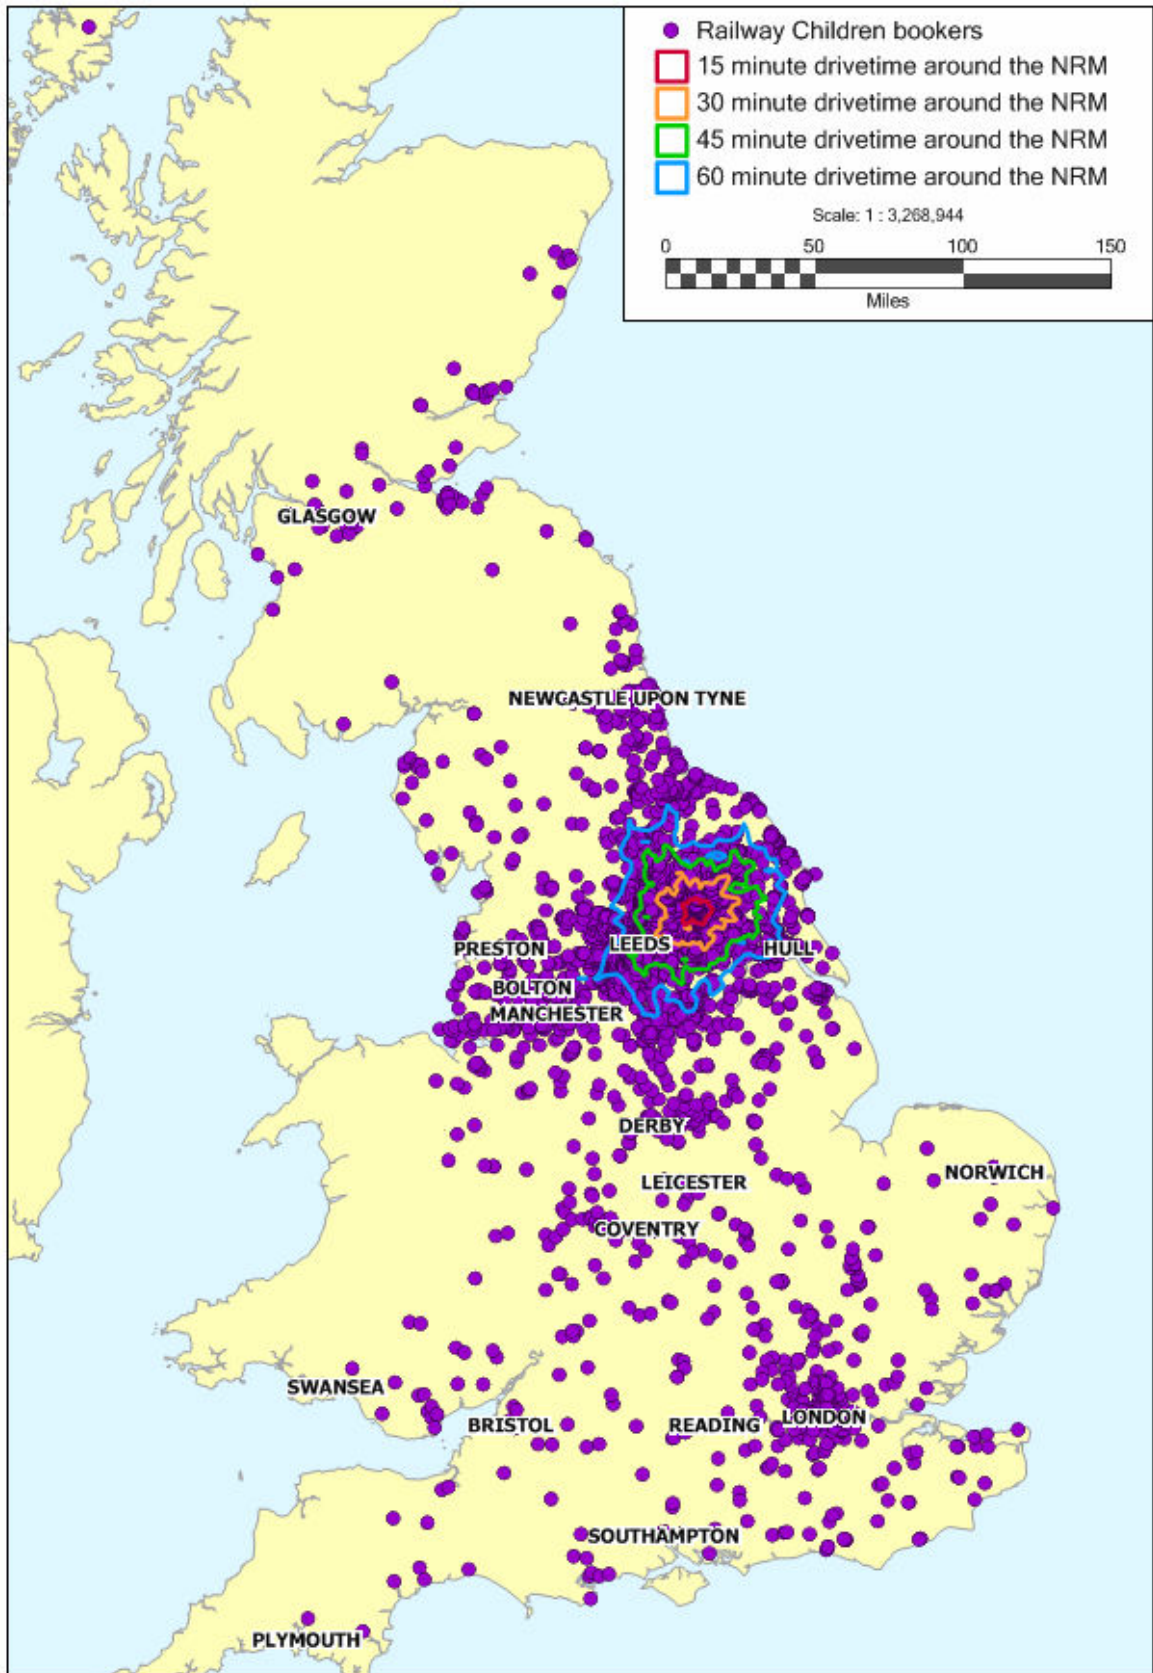 Railway Children bookers
15 minute drivetime around the NRM
30 minute drivetime around the NRM
45 minute drivetime around the NRM
60 minute drivetime around the NRM
Scale: 1 : 3,268,944
0 50 100 150
Miles
GLASGOW
NEWCASTLE UPON TYNE
PRESTON
LEEDS
HULL
BOLTON
MANCHESTER
DERBY
LEICESTER
NORWICH
COVENTRY
SWANSEA
BRISTOL
READING
LONDON
SOUTHAMPTON
PLYMOUTH